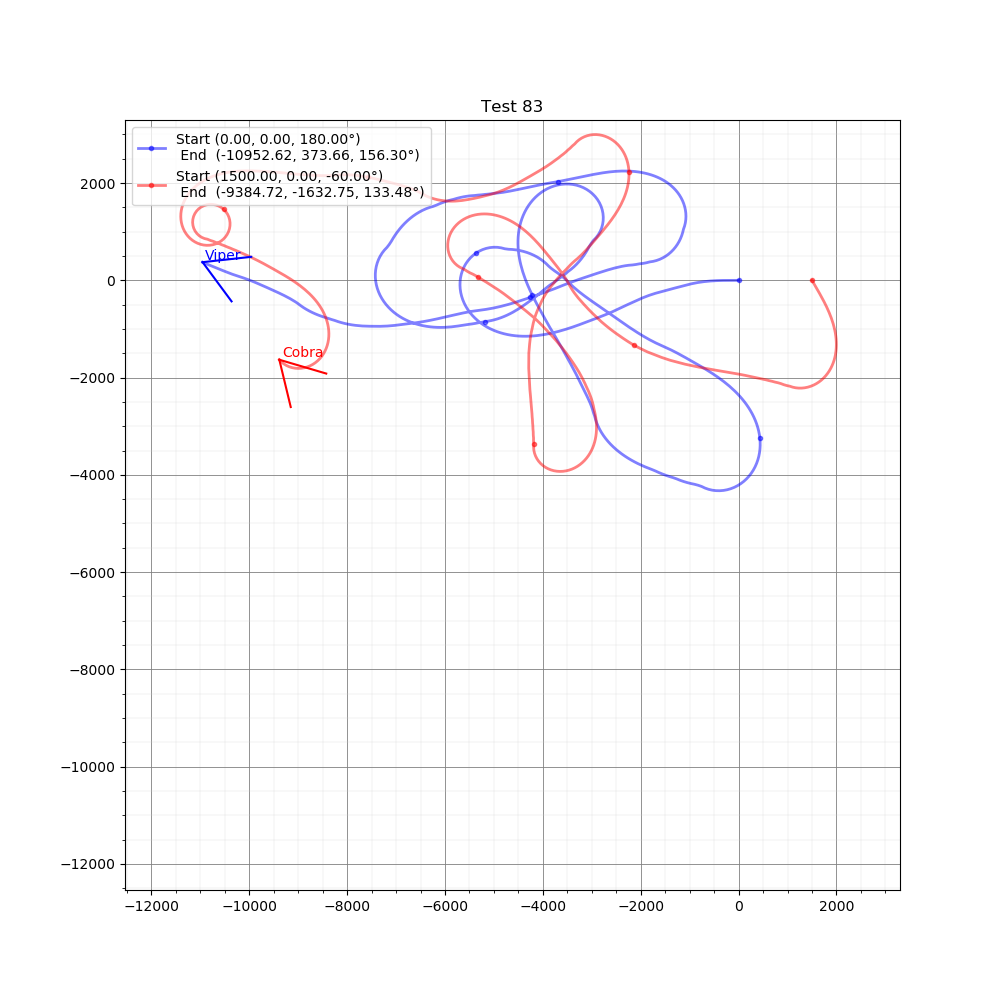 Test 83
Start (0.00, 0.00, 180.00°)
End (-10952.62, 373.66, 156.30°)
Start (1500.00, 0.00, -60.00°)
End (-9384.72, -1632.75, 133.48°)
Viper
Cobra
2000
0
−2000
−4000
−6000
−8000
−10000
−12000
−12000 −10000 −8000 −6000 −4000 −2000 0 2000